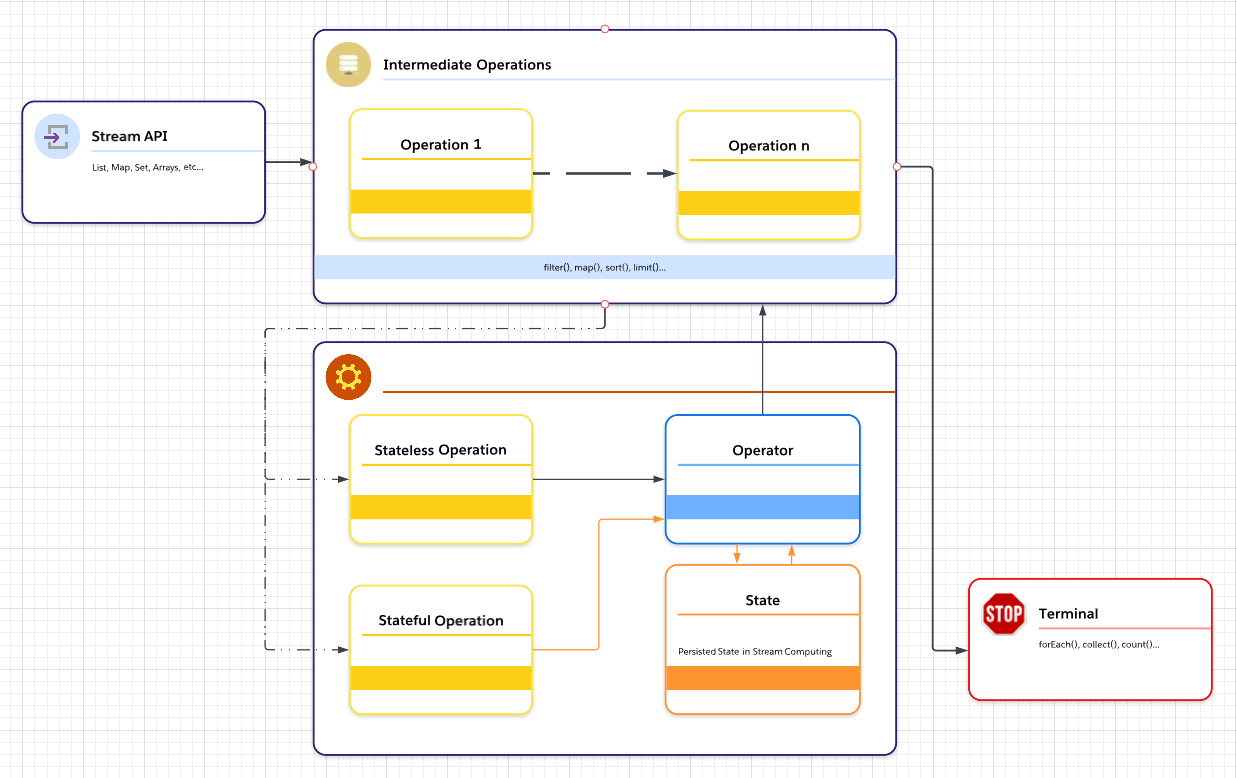 Intermediate Operations
Stream API
List, Map, Set, Arrays, etc...
Operation 1
Operation n
filter(), map(), sort(), limit()...
Stateless Operation
Operator
Stateful Operation
State
Persisted State in Stream Computing
STOP
Terminal
forEach(), collect(), count()...